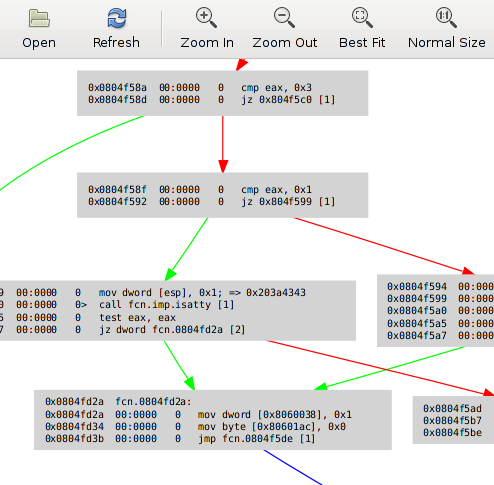 Open Refresh Zoom In Zoom Out Best Fit Normal Size
0x0804f58a 00:0000 0 cmp eax, 0x3
0x0804f58d 00:0000 0 jz 0x804f5c0 [1]
0x0804f58f 00:0000 0 cmp eax, 0x1
0x0804f592 00:0000 0 jz 0x804f599 [1]
9 00:0000 0 mov dword [esp], 0x1; => 0x203a4343
0 00:0000 0> call fcn.imp.isatty [1]
5 00:0000 0 test eax, eax
7 00:0000 0 jz dword fcn.0804fd2a [2]
0x0804f594 00:000
0x0804f599 00:000
0x0804f5a0 00:000
0x0804f5a5 00:000
0x0804f5a7 00:000
0x0804fd2a fcn.0804fd2a:
0x0804fd2a 00:0000 0 mov dword [0x8060038], 0x1
0x0804fd34 00:0000 0 mov byte [0x80601ac], 0x0
0x0804fd3b 00:0000 0 jmp fcn.0804f5de [1]
0x0804f5ad
0x0804f5b7
0x0804f5be